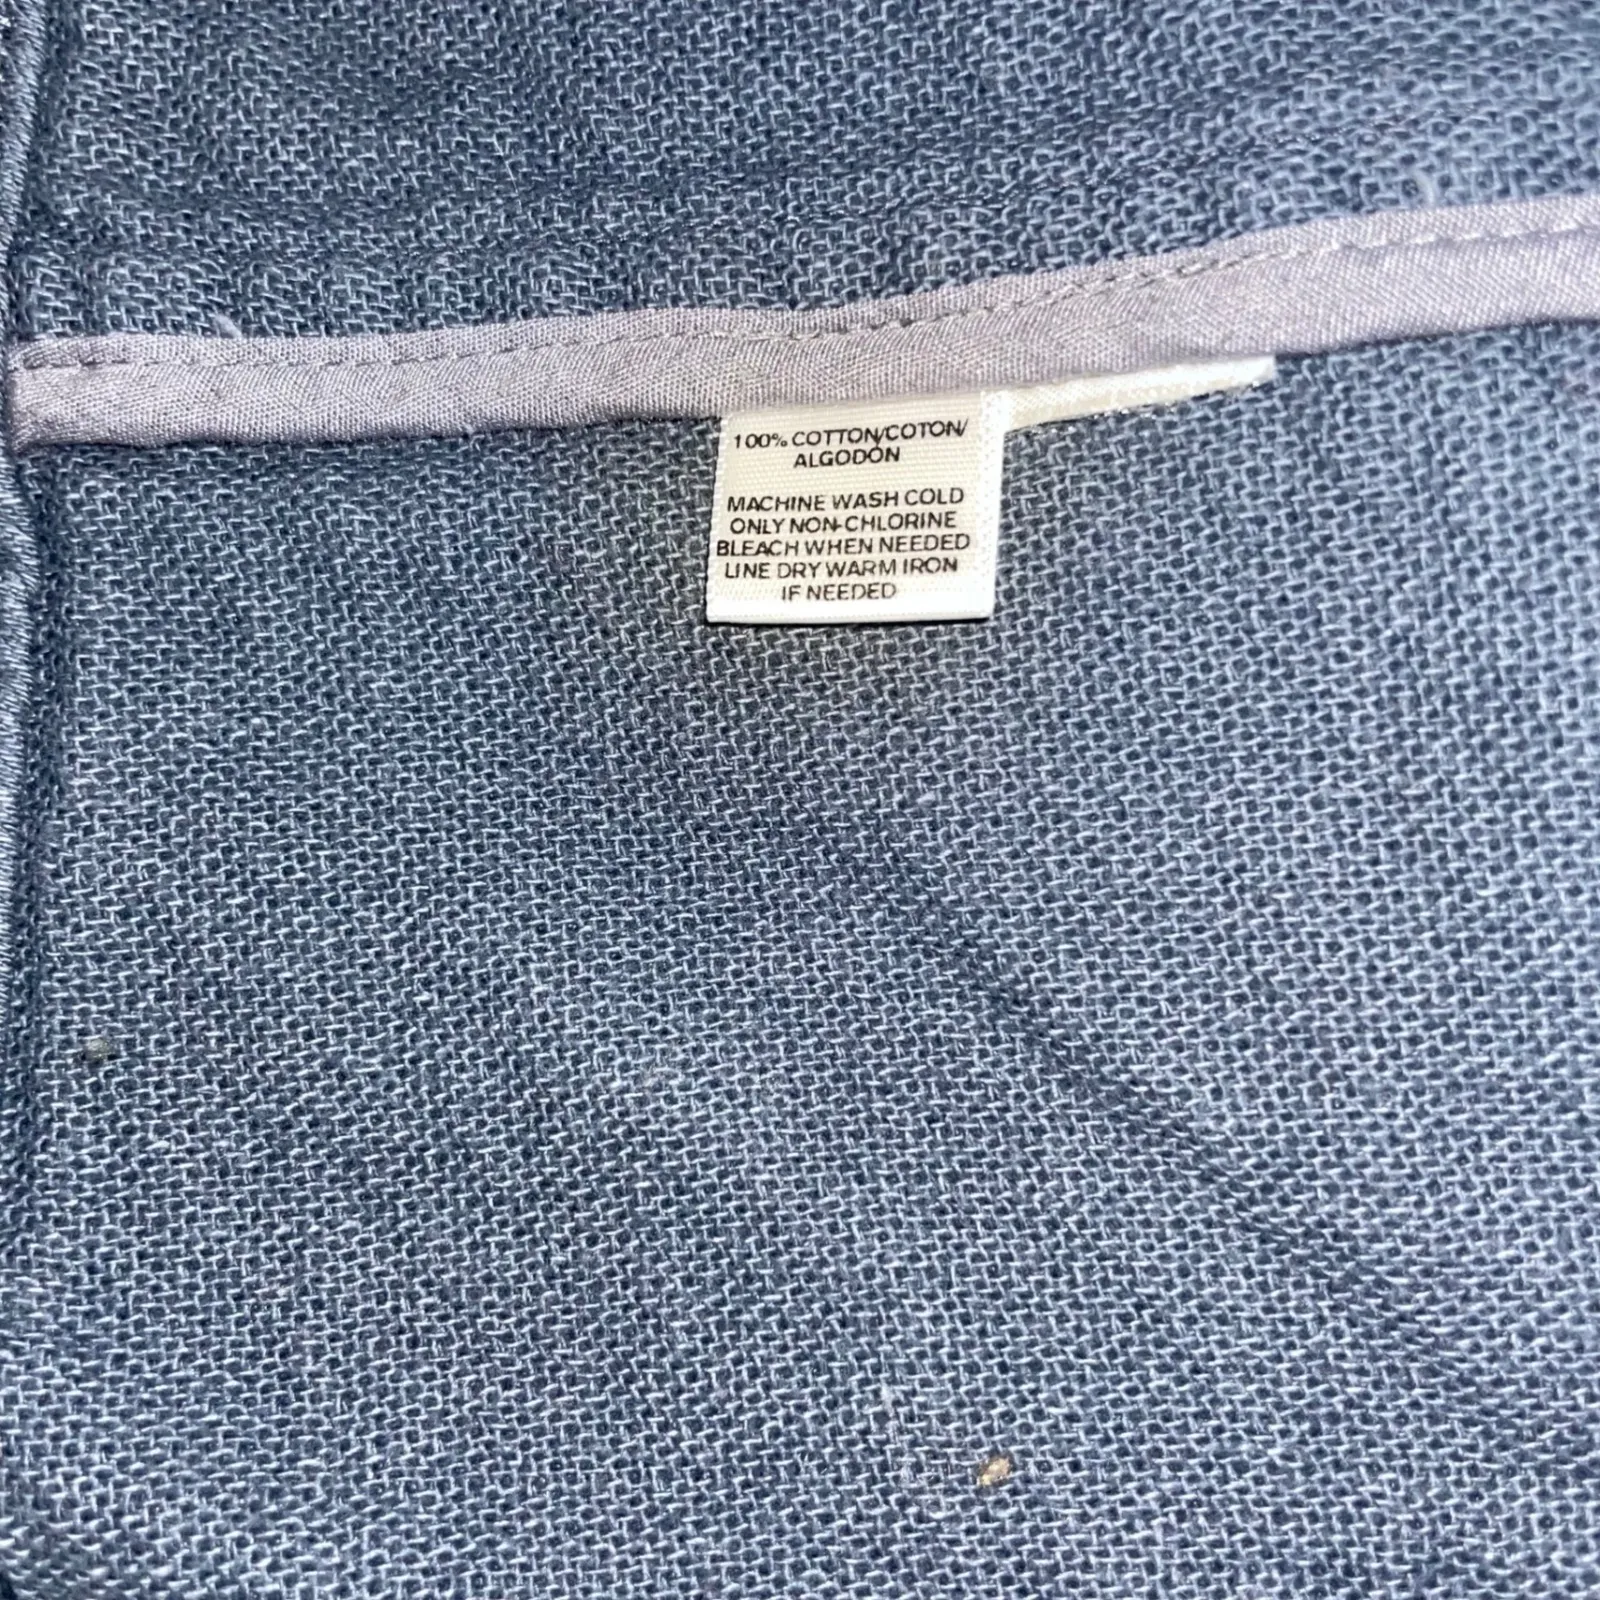 100% COTTON/COTON/
ALGODÓN
MACHINE WASH COLD
ONLY NON-CHLORINE
BLEACH WHEN NEEDED
LINE DRY WARM IRON
IF NEEDED